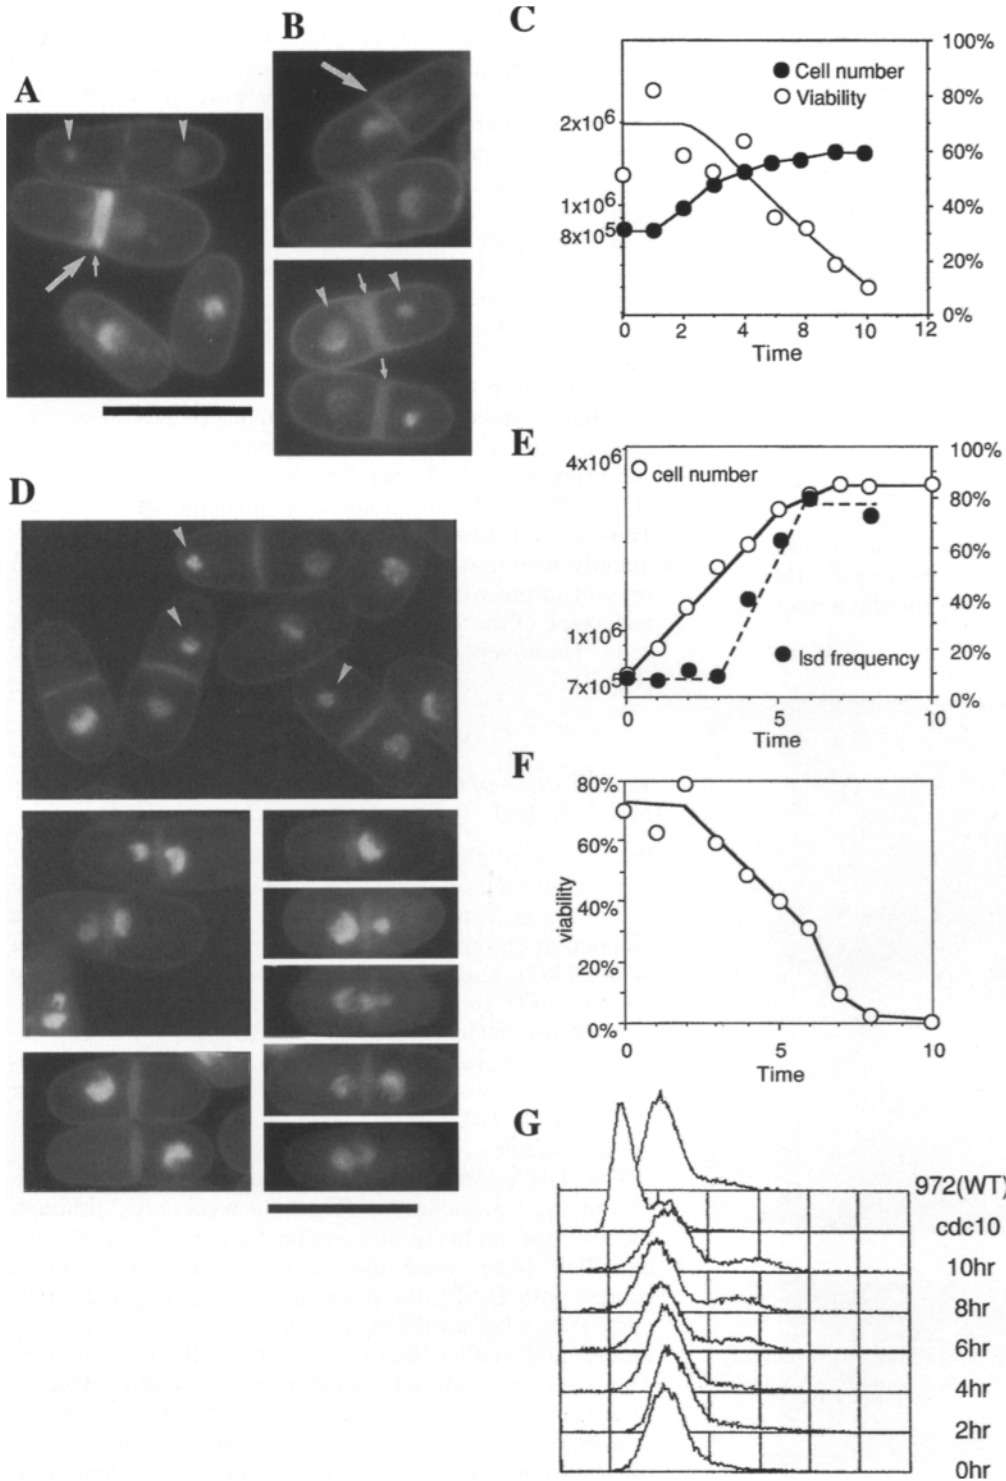 A
B
C
100%
80%
60%
40%
20%
0%
2x10⁶
1x10⁶
8x10⁵
Cell number
Viability
0 2 4 6 8 10 12
Time
D
E
100%
80%
60%
40%
20%
0%
4x10⁶
1x10⁶
7x10⁵
cell number
lsd frequency
0 5 10
Time
F
80%
60%
40%
20%
0%
viability
0 5 10
Time
G
972(WT)
cdc10
10hr
8hr
6hr
4hr
2hr
0hr